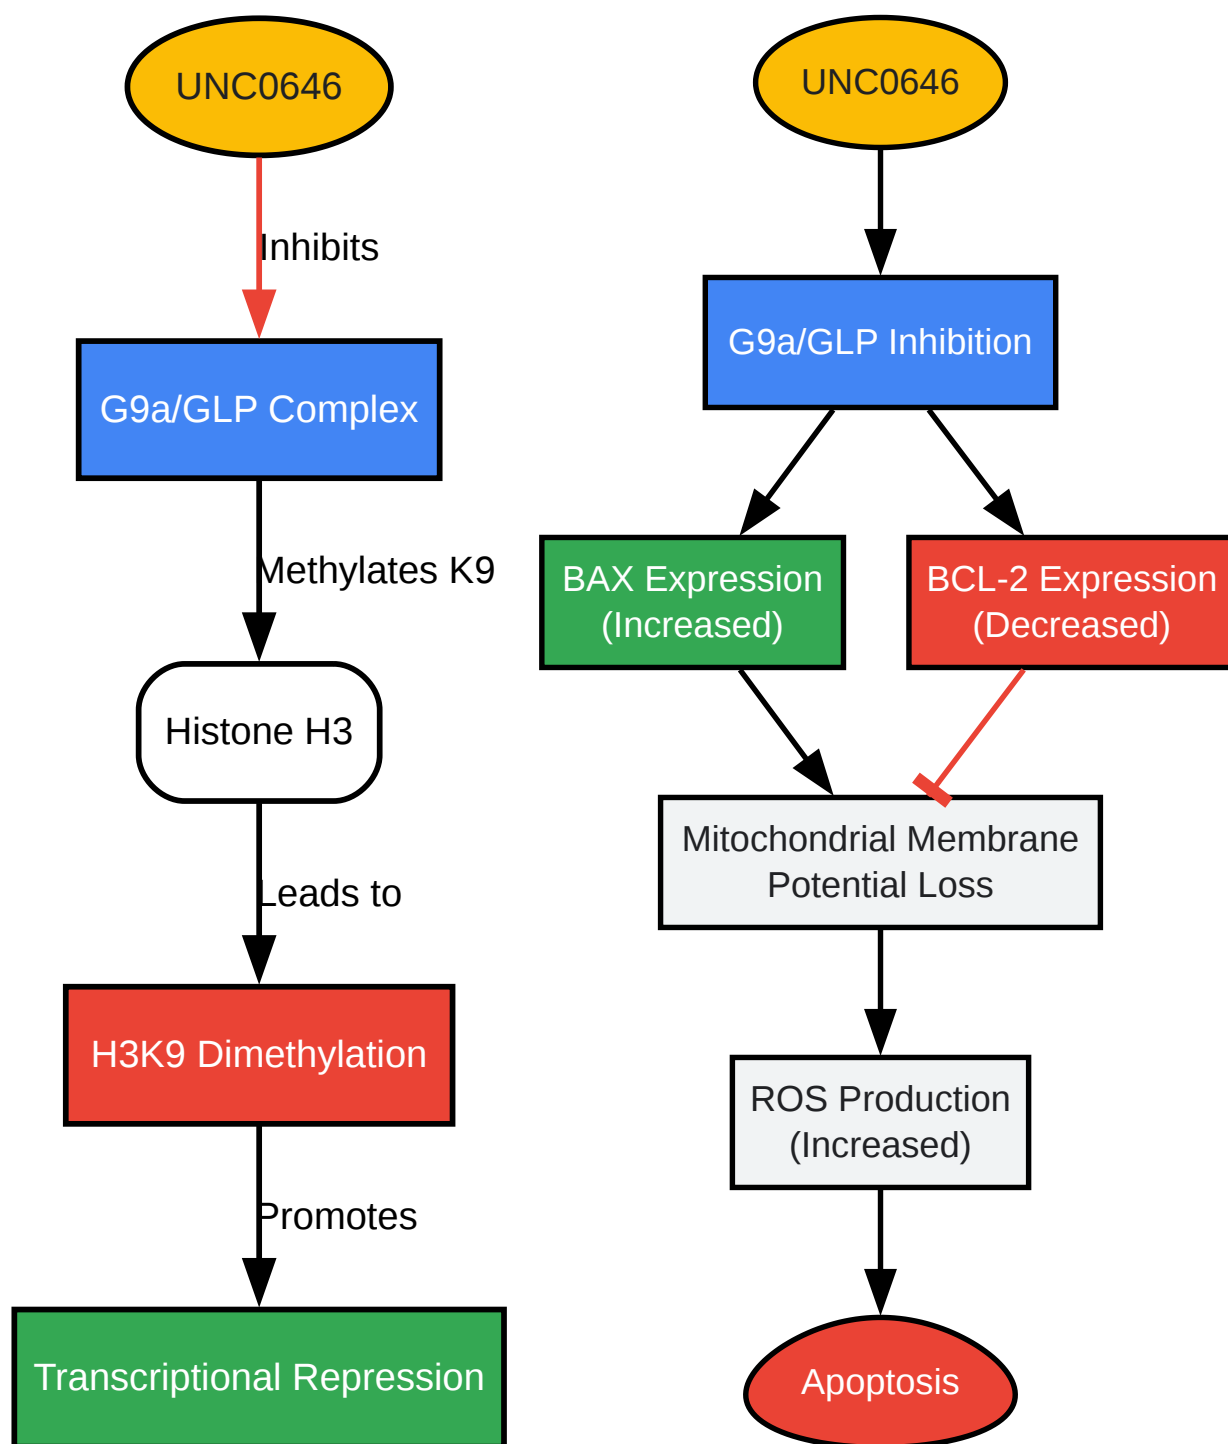 UNC0646
Inhibits
G9a/GLP Complex
Methylates K9
Histone H3
Leads to
H3K9 Dimethylation
Promotes
Transcriptional Repression
UNC0646
G9a/GLP Inhibition
BAX Expression
(Increased)
BCL-2 Expression
(Decreased)
Mitochondrial Membrane
Potential Loss
ROS Production
(Increased)
Apoptosis